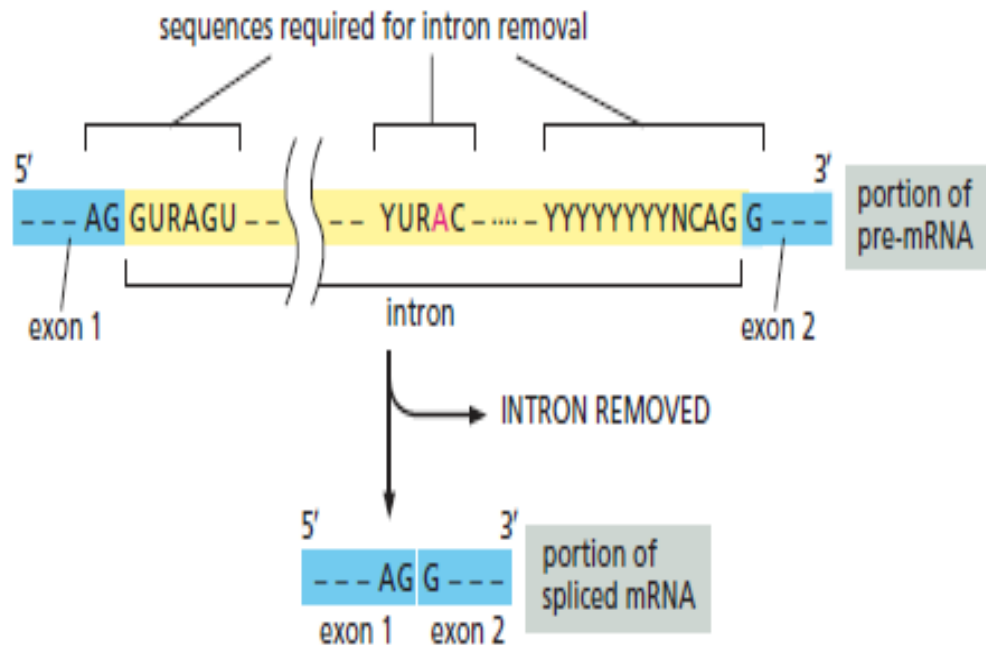 sequences required for intron removal
5′ 3′
– – – AG GURAGU – – – – YURAC – ····· – YYYYYYYYNCAG G – – –
portion of
pre-mRNA
exon 1 intron exon 2
INTRON REMOVED
5′ 3′
– – – AG G – – –
portion of
spliced mRNA
exon 1 exon 2